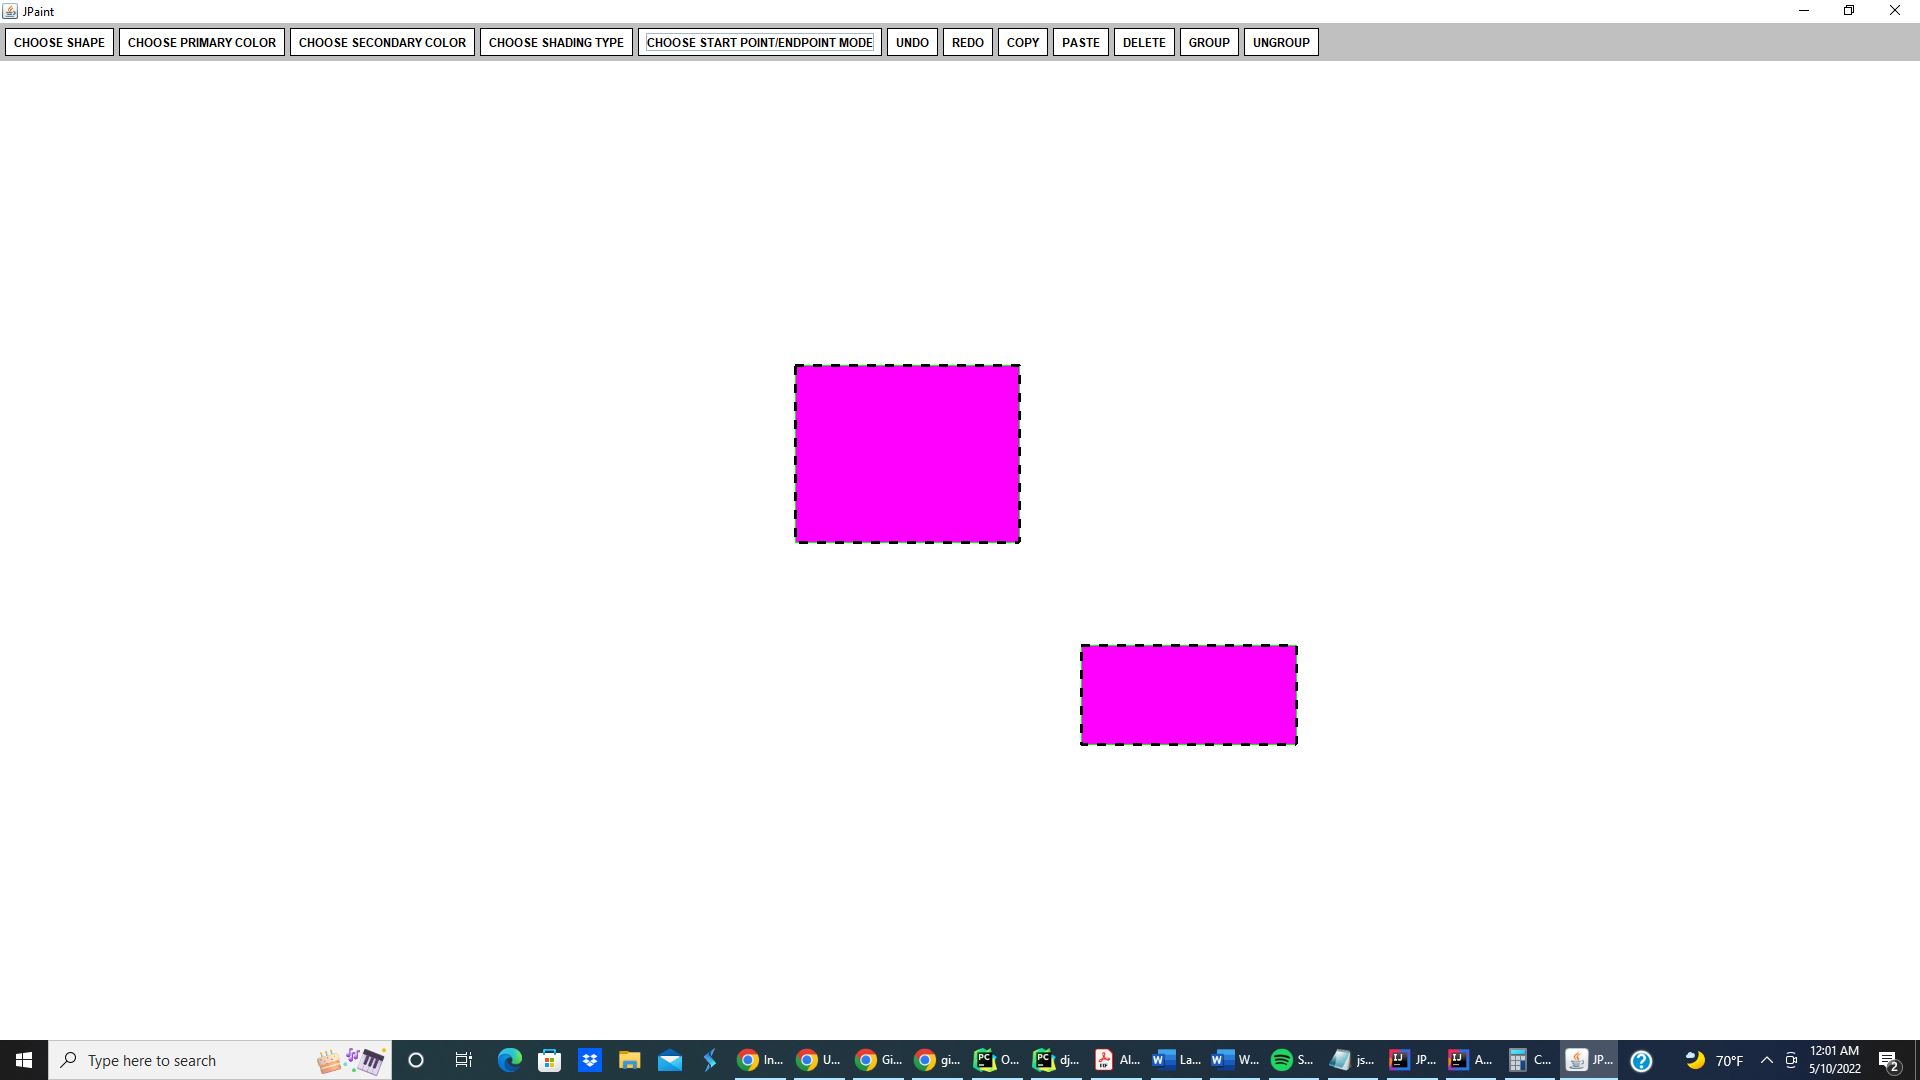 JPaint
CHOOSE SHAPE CHOOSE PRIMARY COLOR CHOOSE SECONDARY COLOR CHOOSE SHADING TYPE CHOOSE START POINT/ENDPOINT MODE UNDO REDO COPY PASTE DELETE GROUP UNGROUP
Type here to search In... U... Gi... gi... O... dj... Al... La... W... S... js... JP... A... C... JP... 70°F 12:01 AM
5/10/2022 2